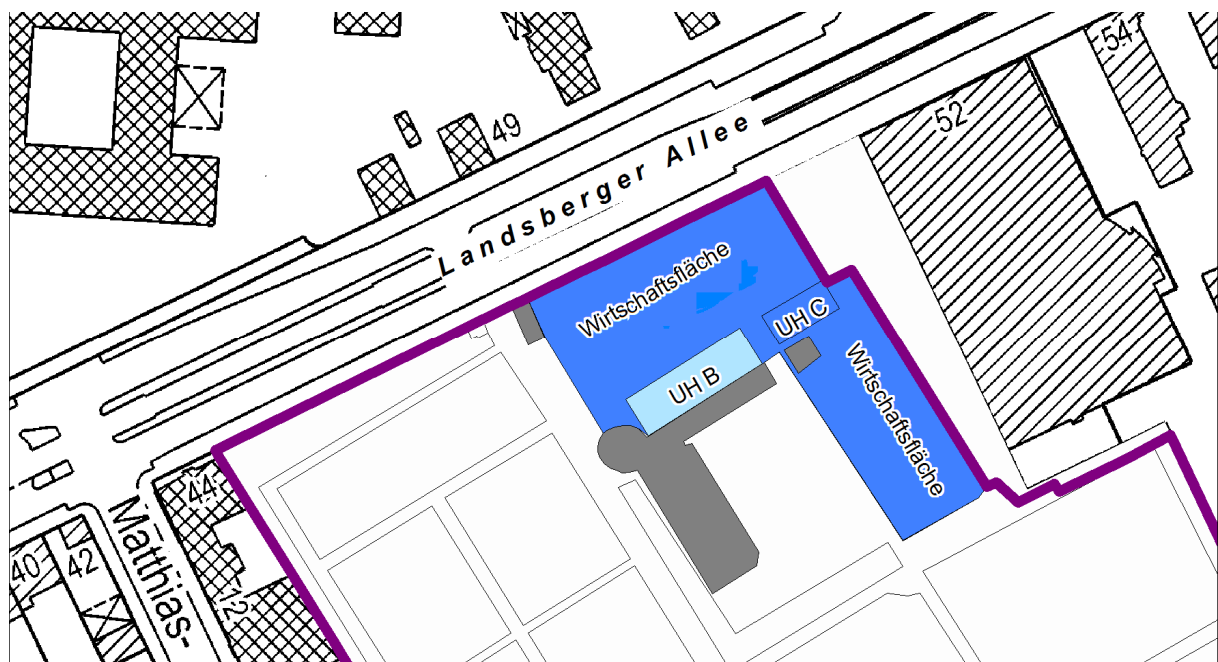 54
52
49
Landsberger Allee
Wirtschaftsfläche
UH C
UH B
Wirtschaftsfläche
44
Matthias-
40
42
12